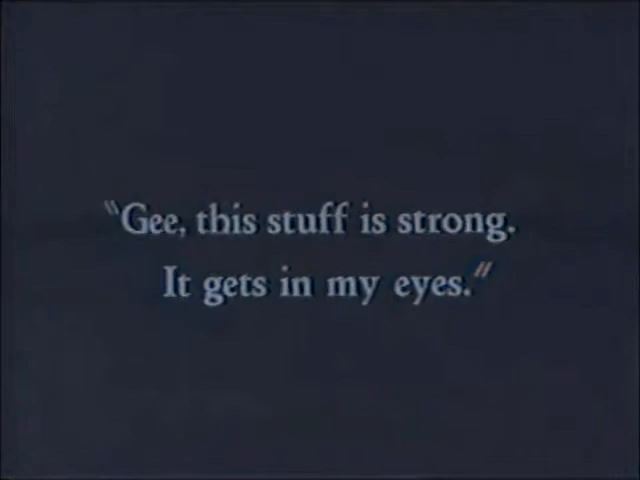 "Gee, this stuff is strong.
It gets in my eyes."